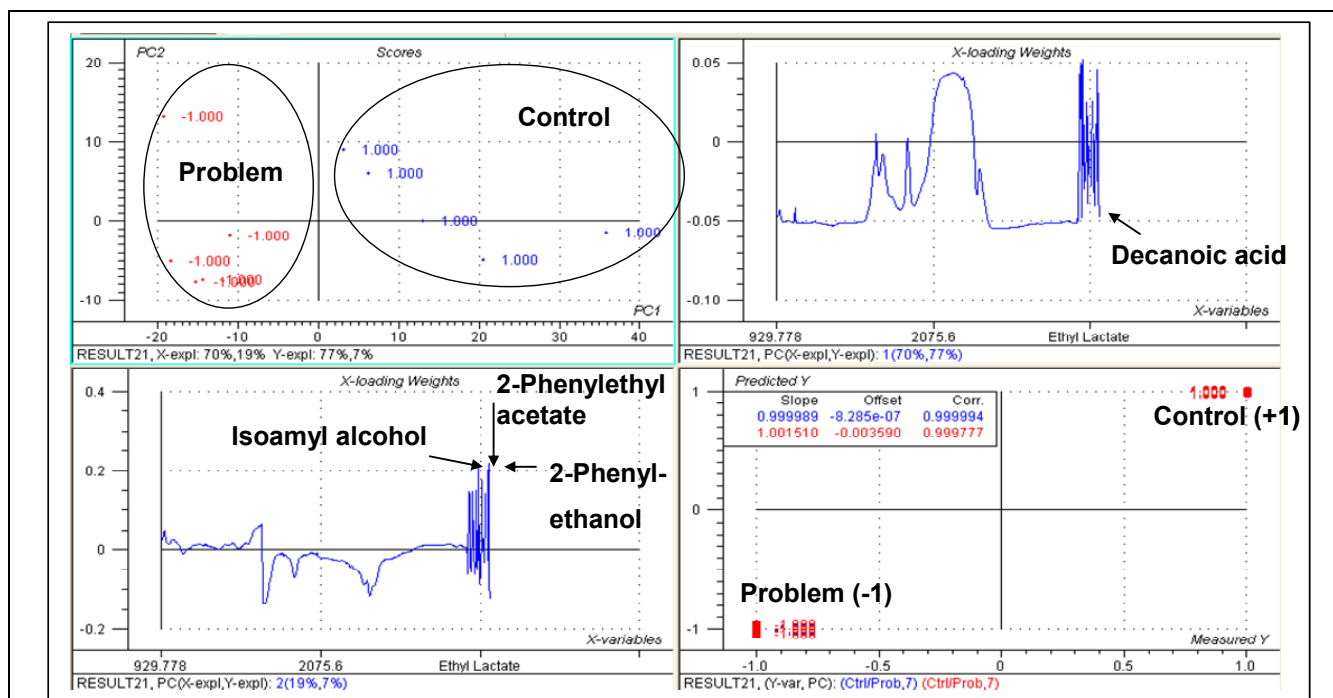 PC2 Scores
20
10
0
-10
-20 -10 0 10 20 30 40
PC1
Problem
Control
-1.000
-1.000
-1.000
-1.000
1.000
1.000
1.000
1.000
1.000
RESULT21, X-expl: 70%,19% Y-expl: 77%,7%
X-loading Weights
0.05
0
-0.05
-0.10
Decanoic acid
X-variables
929.778 2075.6 Ethyl Lactate
RESULT21, PC(X-expl,Y-expl): 1(70%,77%)
X-loading Weights
0.4
0.2
0
-0.2
Isoamyl alcohol
2-Phenylethyl
acetate
2-Phenyl-
ethanol
X-variables
929.778 2075.6 Ethyl Lactate
RESULT21, PC(X-expl,Y-expl): 2(19%,7%)
Predicted Y
1
0
-1
Slope Offset Corr.
0.999989 -8.285e-07 0.999994
1.001510 -0.003590 0.999777
1.000
Control (+1)
Problem (-1)
Measured Y
-1.0 -0.5 0 0.5 1.0
RESULT21, (Y-var, PC): (Ctrl/Prob,7) (Ctrl/Prob,7)